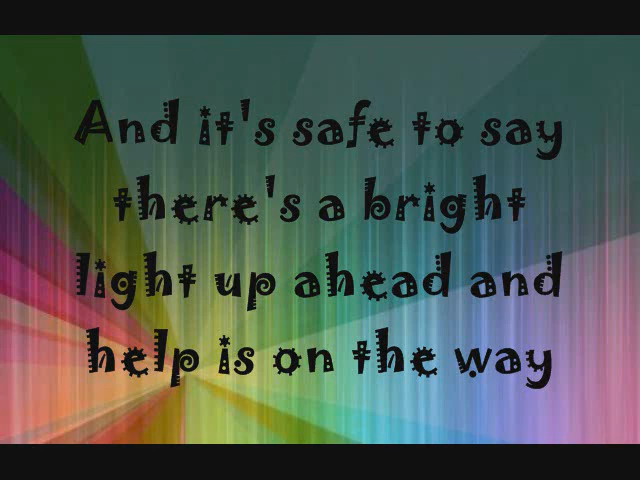 And it's safe to say
there's a bright
light up ahead and
help is on the way